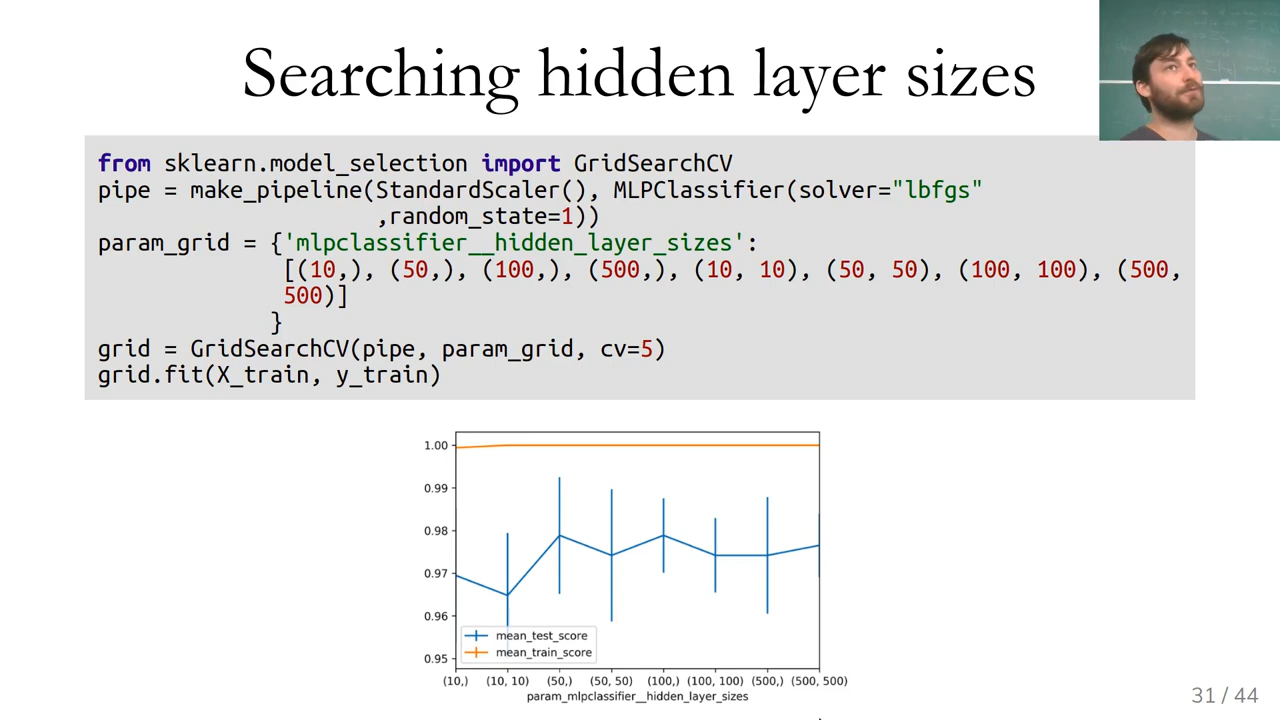 Searching hidden layer sizes
from sklearn.model_selection import GridSearchCV
pipe = make_pipeline(StandardScaler(), MLPClassifier(solver="lbfgs"
,random_state=1))
param_grid = {'mlpclassifier__hidden_layer_sizes':
[(10,), (50,), (100,), (500,), (10, 10), (50, 50), (100, 100), (500,
500)]
}
grid = GridSearchCV(pipe, param_grid, cv=5)
grid.fit(X_train, y_train)
1.00
0.99
0.98
0.97
0.96
0.95
mean_test_score
mean_train_score
(10,) (10, 10) (50,) (50, 50) (100,) (100, 100) (500,) (500, 500)
param_mlpclassifier__hidden_layer_sizes
31 / 44